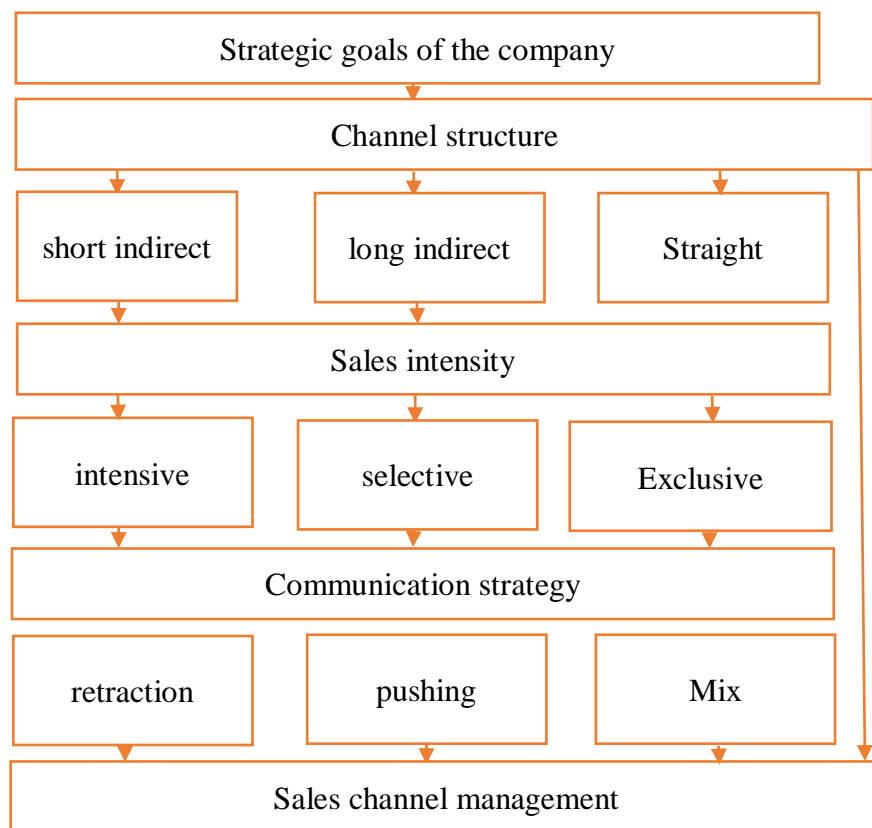 Strategic goals of the company
Channel structure
short indirect
long indirect
Straight
Sales intensity
intensive
selective
Exclusive
Communication strategy
retraction
pushing
Mix
Sales channel management